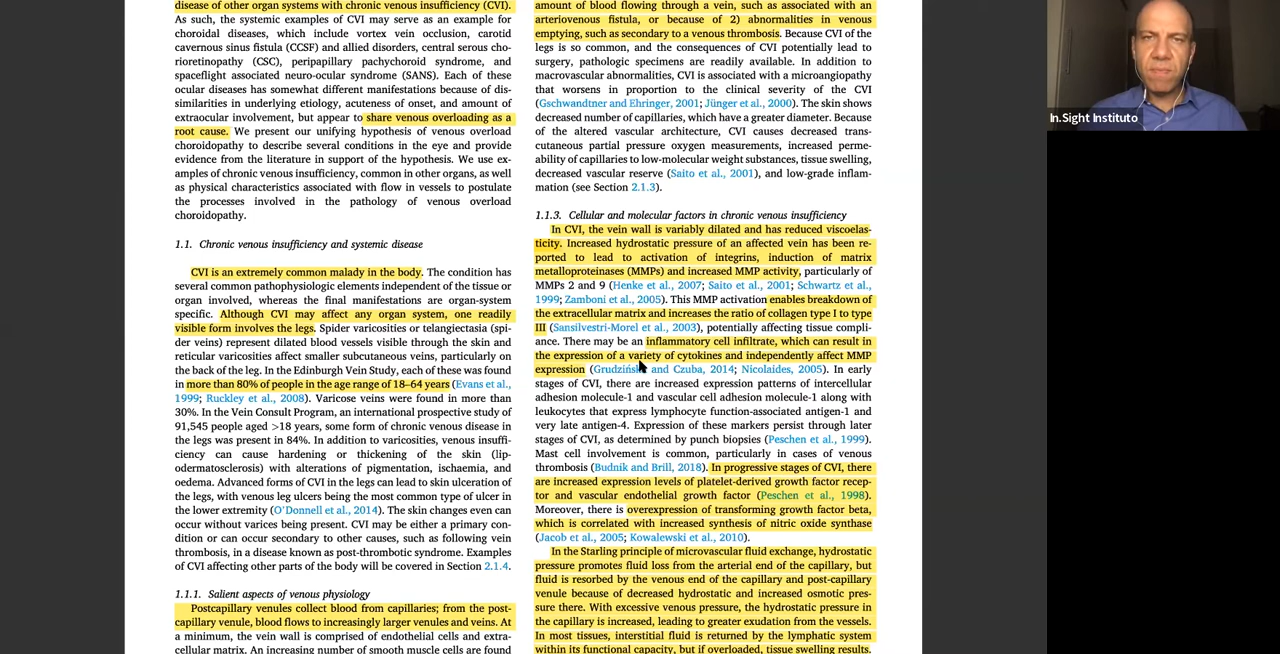 disease of other organ systems with chronic venous insufficiency (CVI).
As such, the systemic examples of CVI may serve as an example for
choroidal diseases, which include vortex vein occlusion, carotid
cavernous sinus fistula (CCSF) and allied disorders, central serous cho-
rioretinopathy (CSC), peripapillary pachychoroid syndrome, and
spaceflight associated neuro-ocular syndrome (SANS). Each of these
ocular diseases has somewhat different manifestations because of dis-
similarities in underlying etiology, acuteness of onset, and amount of
extraocular involvement, but appear to share venous overloading as a
root cause. We present our unifying hypothesis of venous overload
choroidopathy to describe several conditions in the eye and provide
evidence from the literature in support of the hypothesis. We use ex-
amples of chronic venous insufficiency, common in other organs, as well
as physical characteristics associated with flow in vessels to postulate
the processes involved in the pathology of venous overload
choroidopathy.
1.1. Chronic venous insufficiency and systemic disease
CVI is an extremely common malady in the body. The condition has
several common pathophysiologic elements independent of the tissue or
organ involved, whereas the final manifestations are organ-system
specific. Although CVI may affect any organ system, one readily
visible form involves the legs. Spider varicosities or telangiectasia (spi-
der veins) represent dilated blood vessels visible through the skin and
reticular varicosities affect smaller subcutaneous veins, particularly on
the back of the leg. In the Edinburgh Vein Study, each of these was found
in more than 80% of people in the age range of 18–64 years (Evans et al.,
1999; Ruckley et al., 2008). Varicose veins were found in more than
30%. In the Vein Consult Program, an international prospective study of
91,545 people aged >18 years, some form of chronic venous disease in
the legs was present in 84%. In addition to varicosities, venous insuffi-
ciency can cause hardening or thickening of the skin (lip-
odermatosclerosis) with alterations of pigmentation, ischaemia, and
oedema. Advanced forms of CVI in the legs can lead to skin ulceration of
the legs, with venous leg ulcers being the most common type of ulcer in
the lower extremity (O'Donnell et al., 2014). The skin changes even can
occur without varices being present. CVI may be either a primary con-
dition or can occur secondary to other causes, such as following vein
thrombosis, in a disease known as post-thrombotic syndrome. Examples
of CVI affecting other parts of the body will be covered in Section 2.1.4.
1.1.1. Salient aspects of venous physiology
Postcapillary venules collect blood from capillaries; from the post-
capillary venule, blood flows to increasingly larger venules and veins. At
a minimum, the vein wall is comprised of endothelial cells and extra-
cellular matrix. An increasing number of smooth muscle cells are found
amount of blood flowing through a vein, such as associated with an
arteriovenous fistula, or because of 2) abnormalities in venous
emptying, such as secondary to a venous thrombosis. Because CVI of the
legs is so common, and the consequences of CVI potentially lead to
surgery, pathologic specimens are readily available. In addition to
macrovascular abnormalities, CVI is associated with a microangiopathy
that worsens in proportion to the clinical severity of the CVI
(Gschwandtner and Ehringer, 2001; Jünger et al., 2000). The skin shows
decreased number of capillaries, which have a greater diameter. Because
of the altered vascular architecture, CVI causes decreased trans-
cutaneous partial pressure oxygen measurements, increased perme-
ability of capillaries to low-molecular weight substances, tissue swelling,
decreased vascular reserve (Saito et al., 2001), and low-grade inflam-
mation (see Section 2.1.3).
1.1.3. Cellular and molecular factors in chronic venous insufficiency
In CVI, the vein wall is variably dilated and has reduced viscoelas-
ticity. Increased hydrostatic pressure of an affected vein has been re-
ported to lead to activation of integrins, induction of matrix
metalloproteinases (MMPs) and increased MMP activity, particularly of
MMPs 2 and 9 (Henke et al., 2007; Saito et al., 2001; Schwartz et al.,
1999; Zamboni et al., 2005). This MMP activation enables breakdown of
the extracellular matrix and increases the ratio of collagen type I to type
III (Sansilvestri-Morel et al., 2003), potentially affecting tissue compli-
ance. There may be an inflammatory cell infiltrate, which can result in
the expression of a variety of cytokines and independently affect MMP
expression and Czuba, 2014; Nicolaides, 2005). In early
stages of CVI, there are increased expression patterns of intercellular
adhesion molecule-1 and vascular cell adhesion molecule-1 along with
leukocytes that express lymphocyte function-associated antigen-1 and
very late antigen-4. Expression of these markers persist through later
stages of CVI, as determined by punch biopsies (Peschen et al., 1999).
Mast cell involvement is common, particularly in cases of venous
thrombosis (Budnik and Brill, 2018). In progressive stages of CVI, there
are increased expression levels of platelet-derived growth factor recep-
tor and vascular endothelial growth factor (Peschen et al., 1998).
Moreover, there is overexpression of transforming growth factor beta,
which is correlated with increased synthesis of nitric oxide synthase
(Jacob et al., 2005; Kowalewski et al., 2010).
In the Starling principle of microvascular fluid exchange, hydrostatic
pressure promotes fluid loss from the arterial end of the capillary, but
fluid is resorbed by the venous end of the capillary and post-capillary
venule because of decreased hydrostatic and increased osmotic pres-
sure there. With excessive venous pressure, the hydrostatic pressure in
the capillary is increased, leading to greater exudation from the vessels.
In most tissues, interstitial fluid is returned by the lymphatic system
within its functional capacity, but if overloaded, tissue swelling results.
In.Sight Instituto